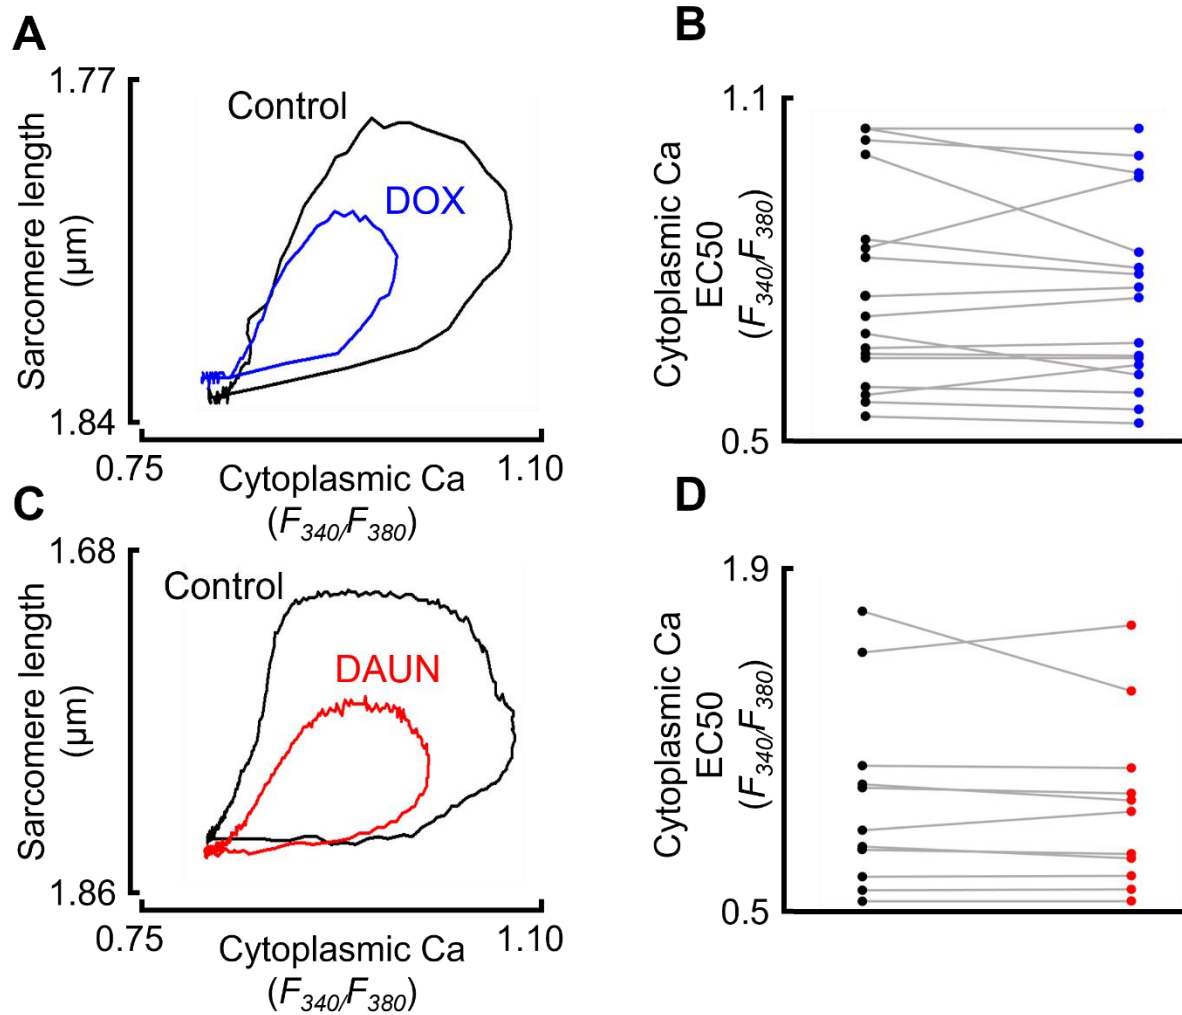 A
1.77
Control
DOX
Sarcomere length
(µm)
1.84
0.75
1.10
Cytoplasmic Ca
(F340/F380)
B
1.1
Cytoplasmic Ca
EC50
(F340/F380)
0.5
C
1.68
Control
DAUN
Sarcomere length
(µm)
1.86
0.75
1.10
Cytoplasmic Ca
(F340/F380)
D
1.9
Cytoplasmic Ca
EC50
(F340/F380)
0.5